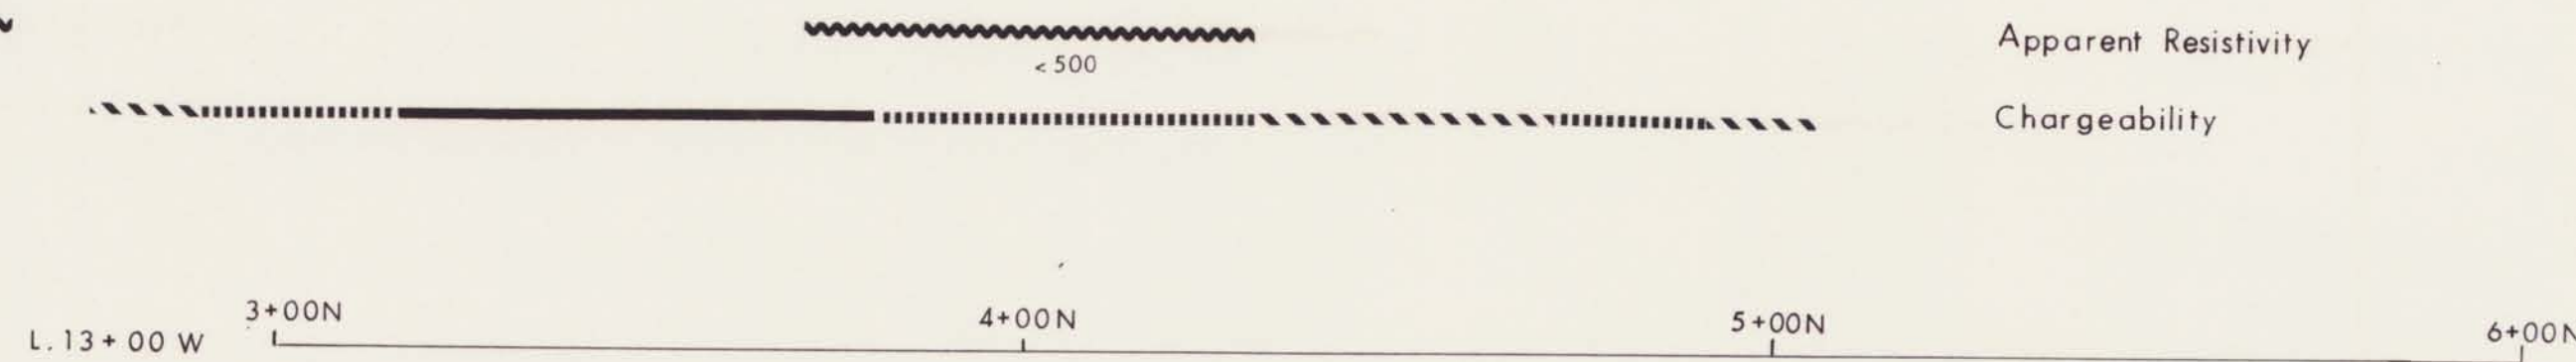 Apparent Resistivity
< 500
Chargeability
3+00N
4+00N
5+00N
6+00N
L. 13+00 W